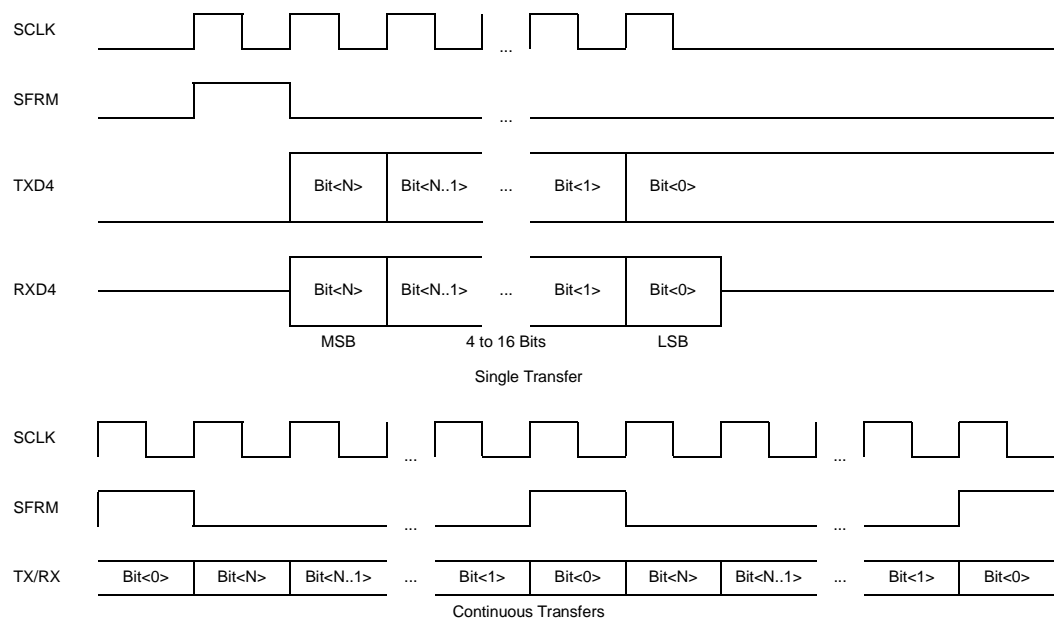 SCLK
...
SFRM
...
TXD4 Bit<N> Bit<N..1> ... Bit<1> Bit<0>
RXD4 Bit<N> Bit<N..1> ... Bit<1> Bit<0>
MSB 4 to 16 Bits LSB
Single Transfer
SCLK
... ...
SFRM
... ...
TX/RX Bit<0> Bit<N> Bit<N..1> ... Bit<1> Bit<0> Bit<N> Bit<N..1> ... Bit<1> Bit<0>
Continuous Transfers